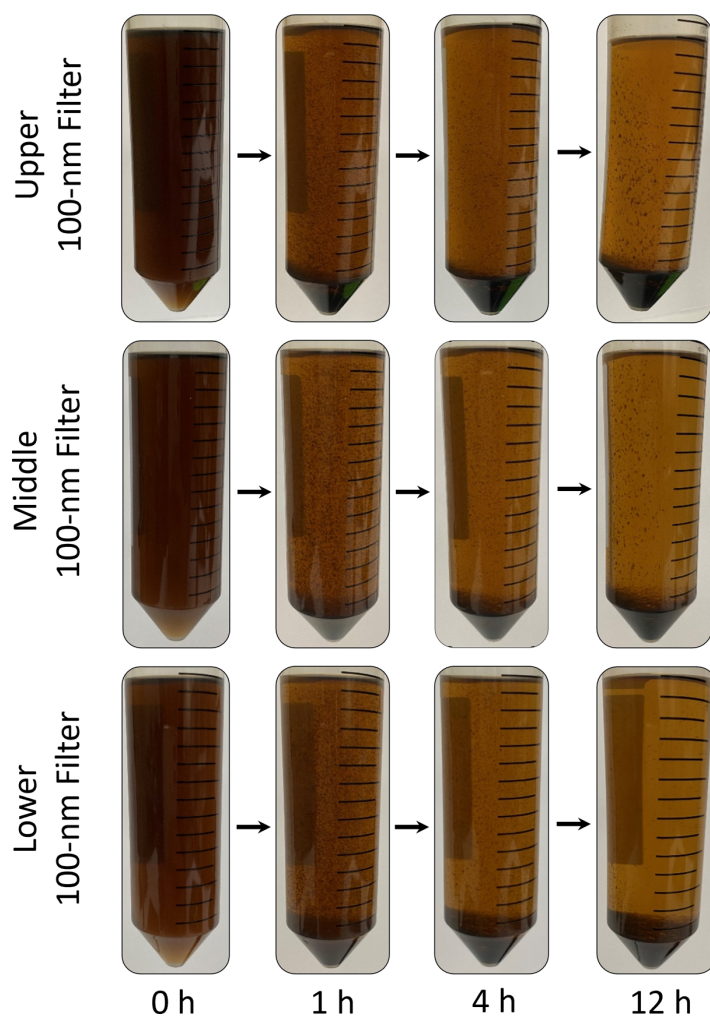 Upper
100-nm Filter
Middle
100-nm Filter
Lower
100-nm Filter
0 h
1 h
4 h
12 h